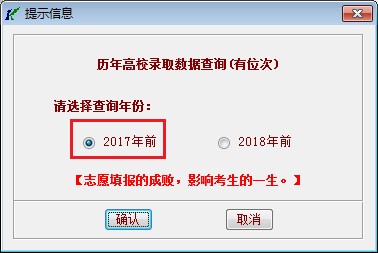 提示信息
历年高校录取数据查询(有位次)
请选择查询年份：
2017年前 2018年前
【志愿填报的成败，影响考生的一生。】
确认 取消